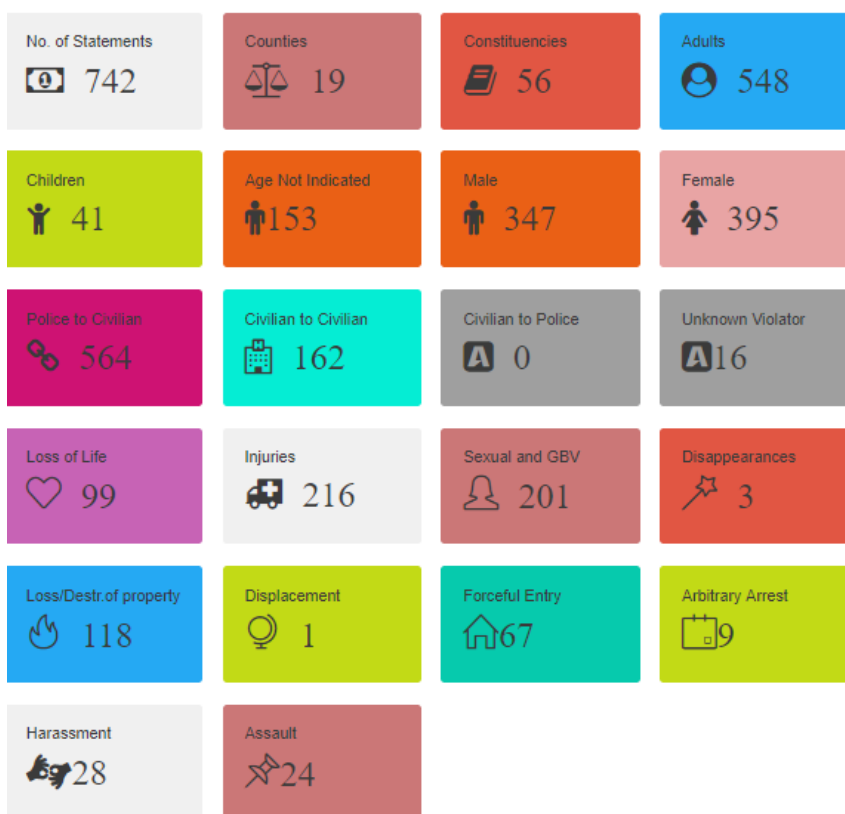 No. of Statements
742
Counties
19
Constituencies
56
Adults
548
Children
41
Age Not Indicated
153
Male
347
Female
395
Police to Civilian
564
Civilian to Civilian
162
Civilian to Police
A 0
Unknown Violator
A 16
Loss of Life
99
Injuries
216
Sexual and GBV
201
Disappearances
3
Loss/Destr.of property
118
Displacement
1
Forceful Entry
67
Arbitrary Arrest
9
Harassment
28
Assault
24